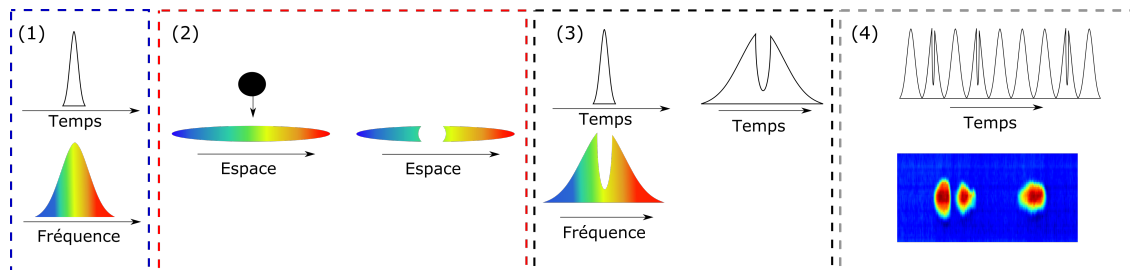 (1)
Temps
Fréquence
(2)
Espace
Espace
(3)
Temps
Temps
Fréquence
(4)
Temps